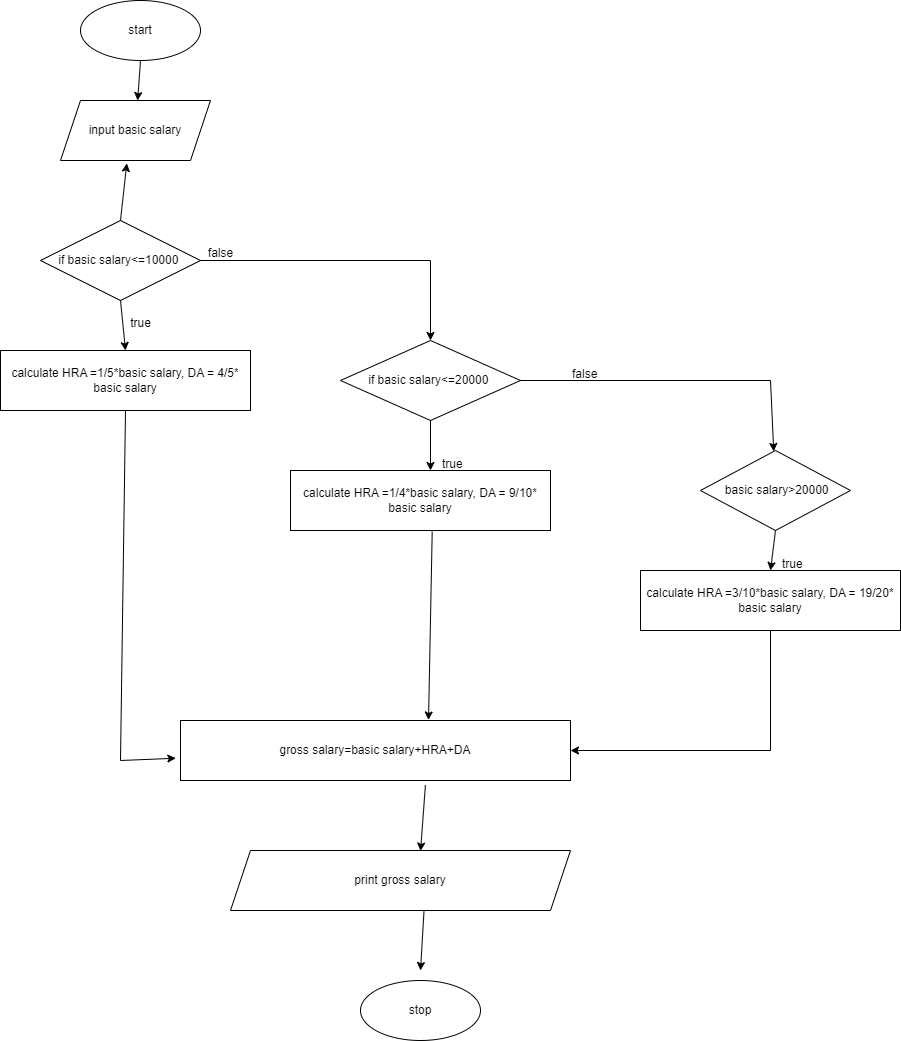 start
input basic salary
if basic salary<=10000
false
true
calculate HRA =1/5*basic salary, DA = 4/5*
basic salary
if basic salary<=20000
false
true
calculate HRA =1/4*basic salary, DA = 9/10*
basic salary
basic salary>20000
true
calculate HRA =3/10*basic salary, DA = 19/20*
basic salary
gross salary=basic salary+HRA+DA
print gross salary
stop